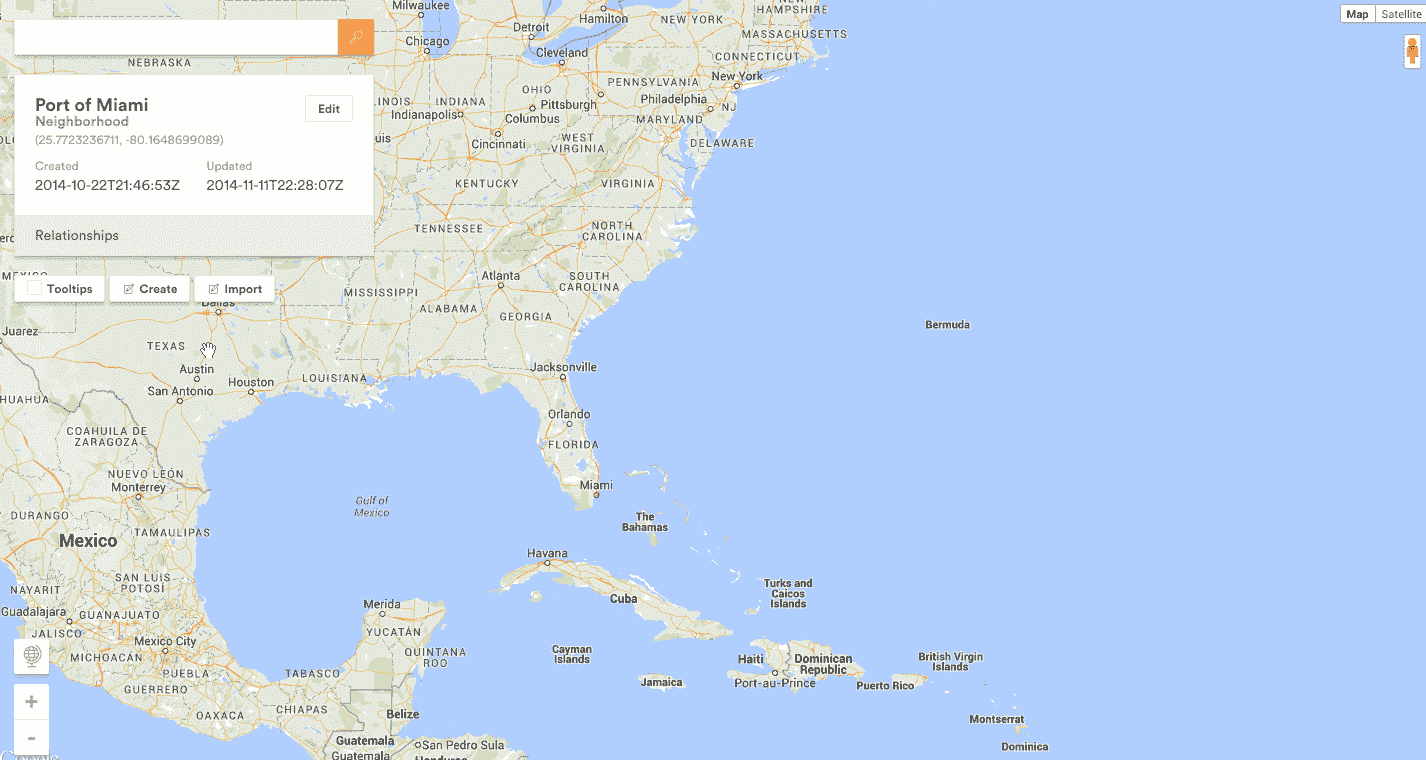 Milwaukee
Hamilton
NEW YORK
HAMPSHIRE
Map
Satellite
Chicago
Detroit
MASSACHUSETTS
NEBRASKA
Cleveland
CONNECTICUT
New York
Port of Miami
Edit
Neighborhood
(25.7723236711, -80.1648699089)
Created
Updated
2014-10-22T21:46:53Z
2014-11-11T22:28:07Z
Relationships
PENNSYLVANIA
OHIO
Pittsburgh
Philadelphia
NJ
INDIANA
Indianapolis
Columbus
MARYLAND
Cincinnati
WEST
VIRGINIA
DELAWARE
KENTUCKY
VIRGINIA
TENNESSEE
NORTH
CAROLINA
Atlanta
SOUTH
CAROLINA
Tooltips
Create
Import
MISSISSIPPI
Dallas
ALABAMA
GEORGIA
Bermuda
Juarez
TEXAS
Austin
San Antonio
Houston
LOUISIANA
Jacksonville
HUAHUA
COAHUILA DE
ZARAGOZA
Orlando
FLORIDA
NUEVO LEÓN
Monterrey
Miami
Gulf of
Mexico
DURANGO
TAMAULIPAS
The
Bahamas
Mexico
Havana
SAN LUIS
POTOSÍ
NAYARIT
Turks and
Caicos
Islands
Cuba
Guadalajara
GUANAJUATO
Merida
JALISCO
Mexico City
YUCATÁN
MICHOACÁN
QUINTANA
ROO
Cayman
Islands
Haiti
Dominican
Republic
British Virgin
Islands
PUEBLA
TABASCO
Jamaica
Port-au-Prince
Puerto Rico
GUERRERO
OAXACA
CHIAPAS
Belize
Montserrat
+
-
Guatemala
San Pedro Sula
Dominica
Guatemala